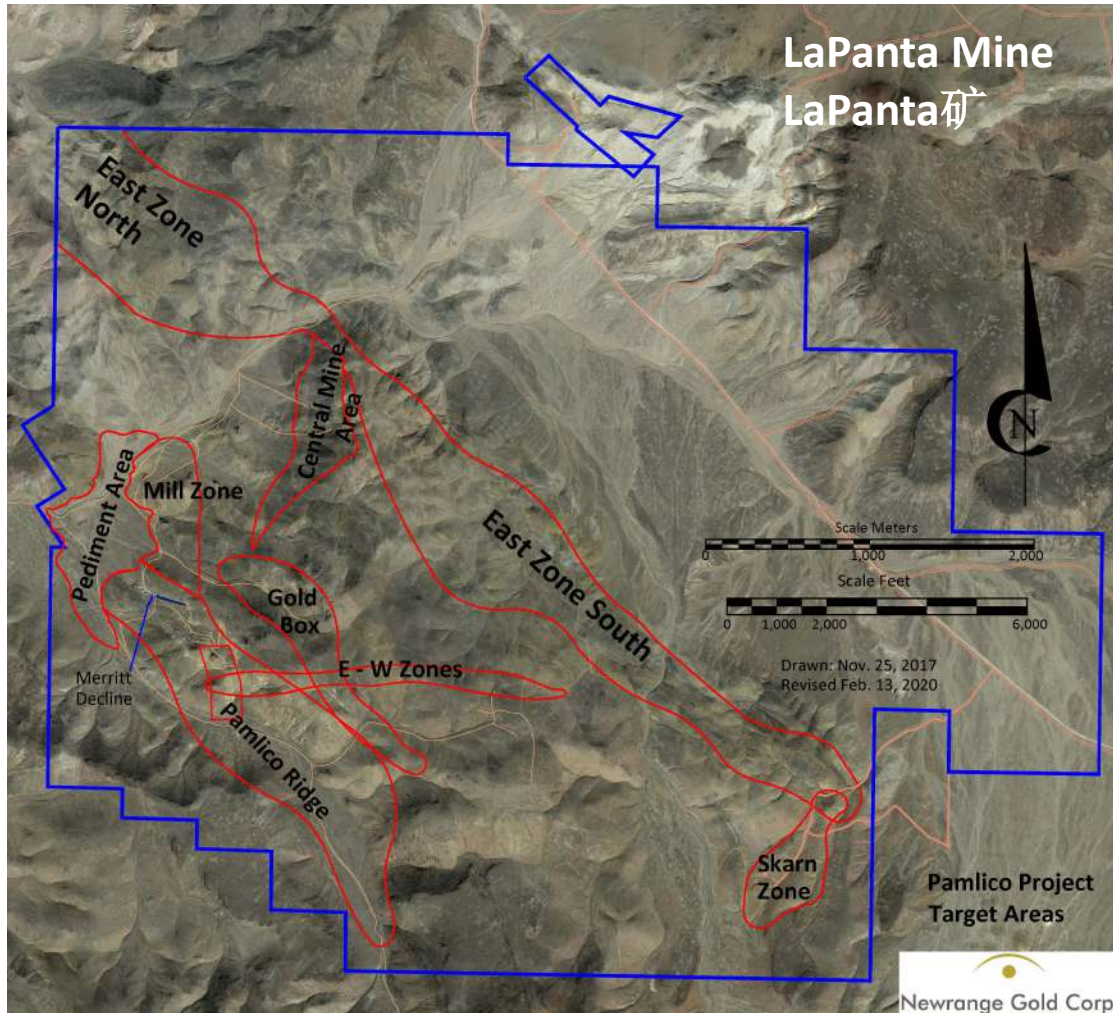 LaPanta Mine
LaPanta矿
East Zone
North
Central Mine
Area
Pediment Area
Mill Zone
East Zone South
Gold
Box
E - W Zones
Merritt
Decline
Pamlico Ridge
Skarn
Zone
N
Scale Meters
0 1,000 2,000
Scale Feet
0 1,000 2,000 6,000
Drawn: Nov. 25, 2017
Revised Feb. 13, 2020
Pamlico Project
Target Areas
Newrange Gold Corp